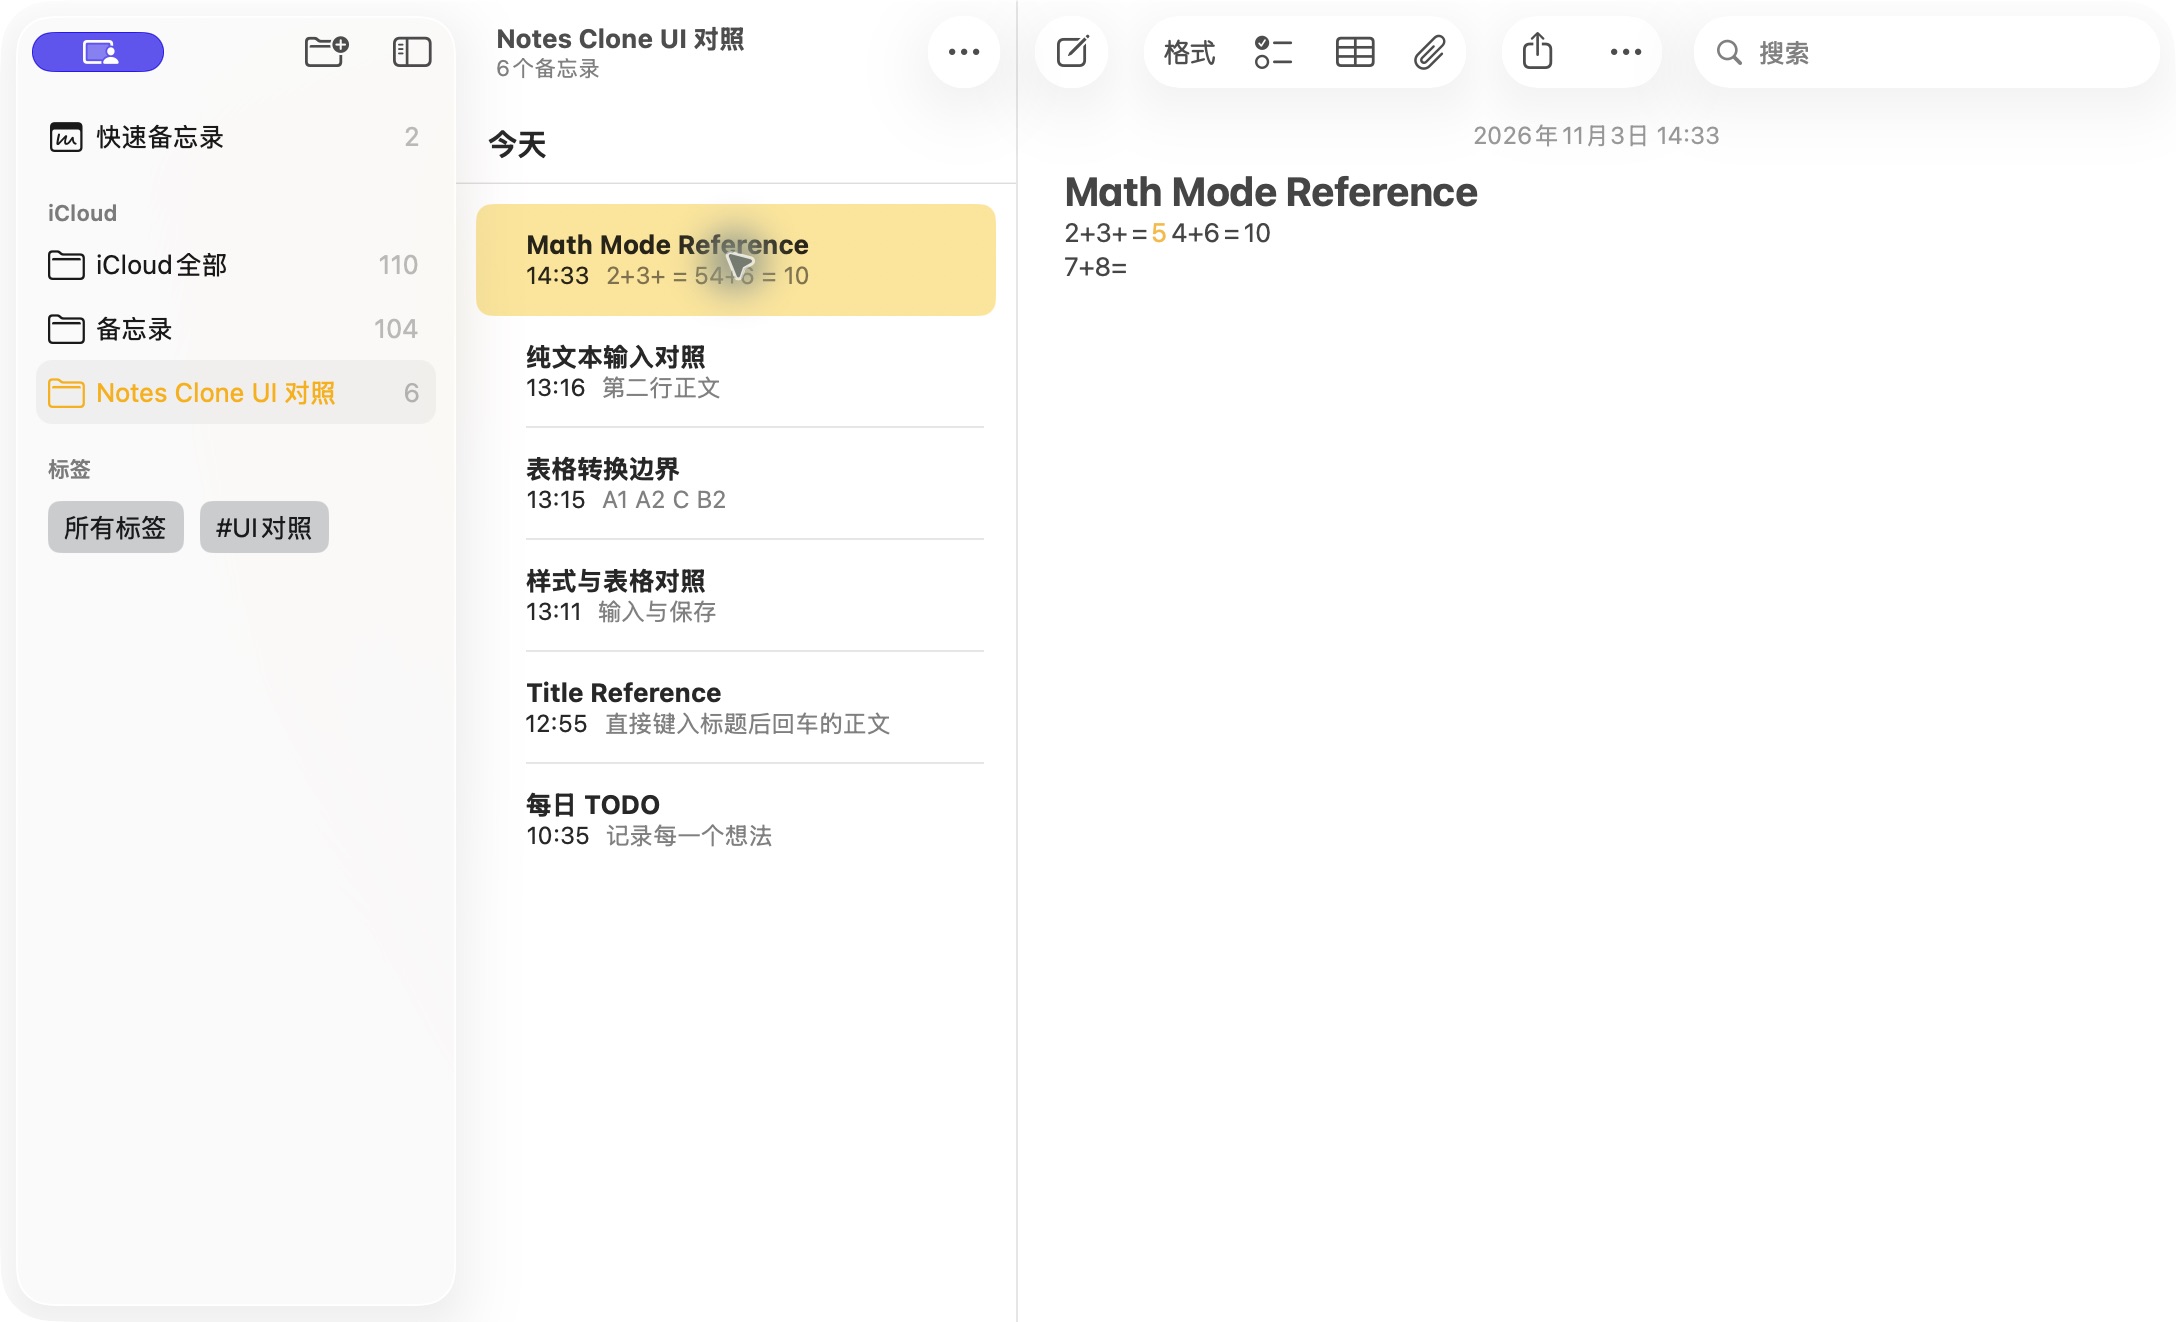 快速备忘录 2
iCloud
iCloud全部 110
备忘录 104
Notes Clone UI 对照 6
标签
所有标签 #UI对照
Notes Clone UI 对照
6个备忘录
今天
Math Mode Reference
14:33 2+3+ = 54+6 = 10
纯文本输入对照
13:16 第二行正文
表格转换边界
13:15 A1 A2 C B2
样式与表格对照
13:11 输入与保存
Title Reference
12:55 直接键入标题后回车的正文
每日 TODO
10:35 记录每一个想法
格式 搜索
2026年11月3日 14:33
Math Mode Reference
2+3+=5 4+6=10
7+8=